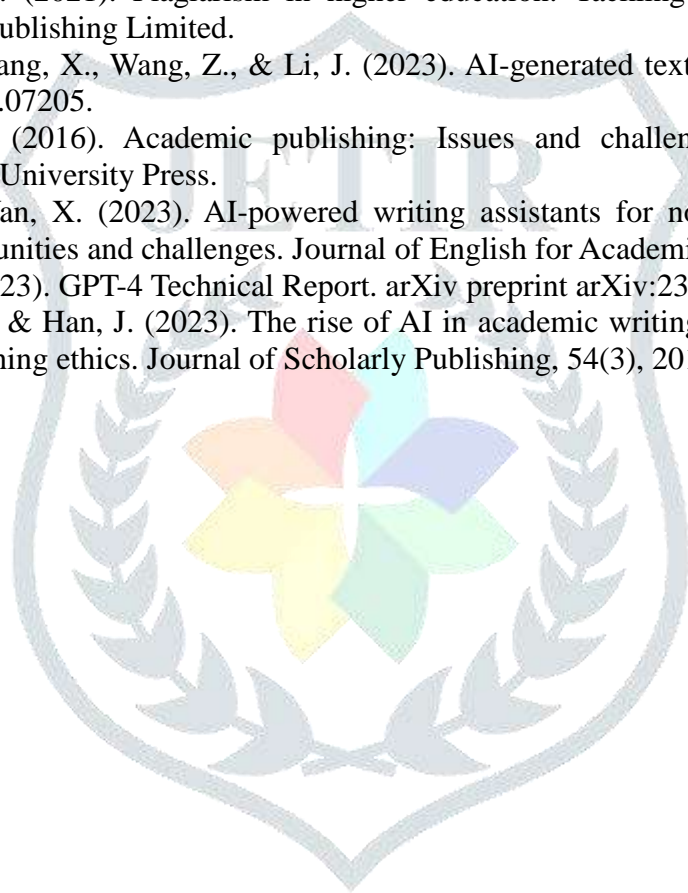 (2021). Plagiarism in higher education: Tackling
ublishing Limited.
ang, X., Wang, Z., & Li, J. (2023). AI-generated text
.07205.
(2016). Academic publishing: Issues and challen
University Press.
an, X. (2023). AI-powered writing assistants for no
unities and challenges. Journal of English for Academi
23). GPT-4 Technical Report. arXiv preprint arXiv:23
& Han, J. (2023). The rise of AI in academic writing
ning ethics. Journal of Scholarly Publishing, 54(3), 201
JETIR